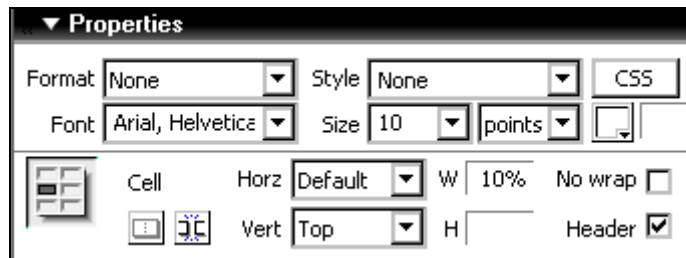 Properties
Format None Style None CSS
Font Arial, Helvetica Size 10 points
Cell Horz Default W 10% No wrap
Vert Top H Header